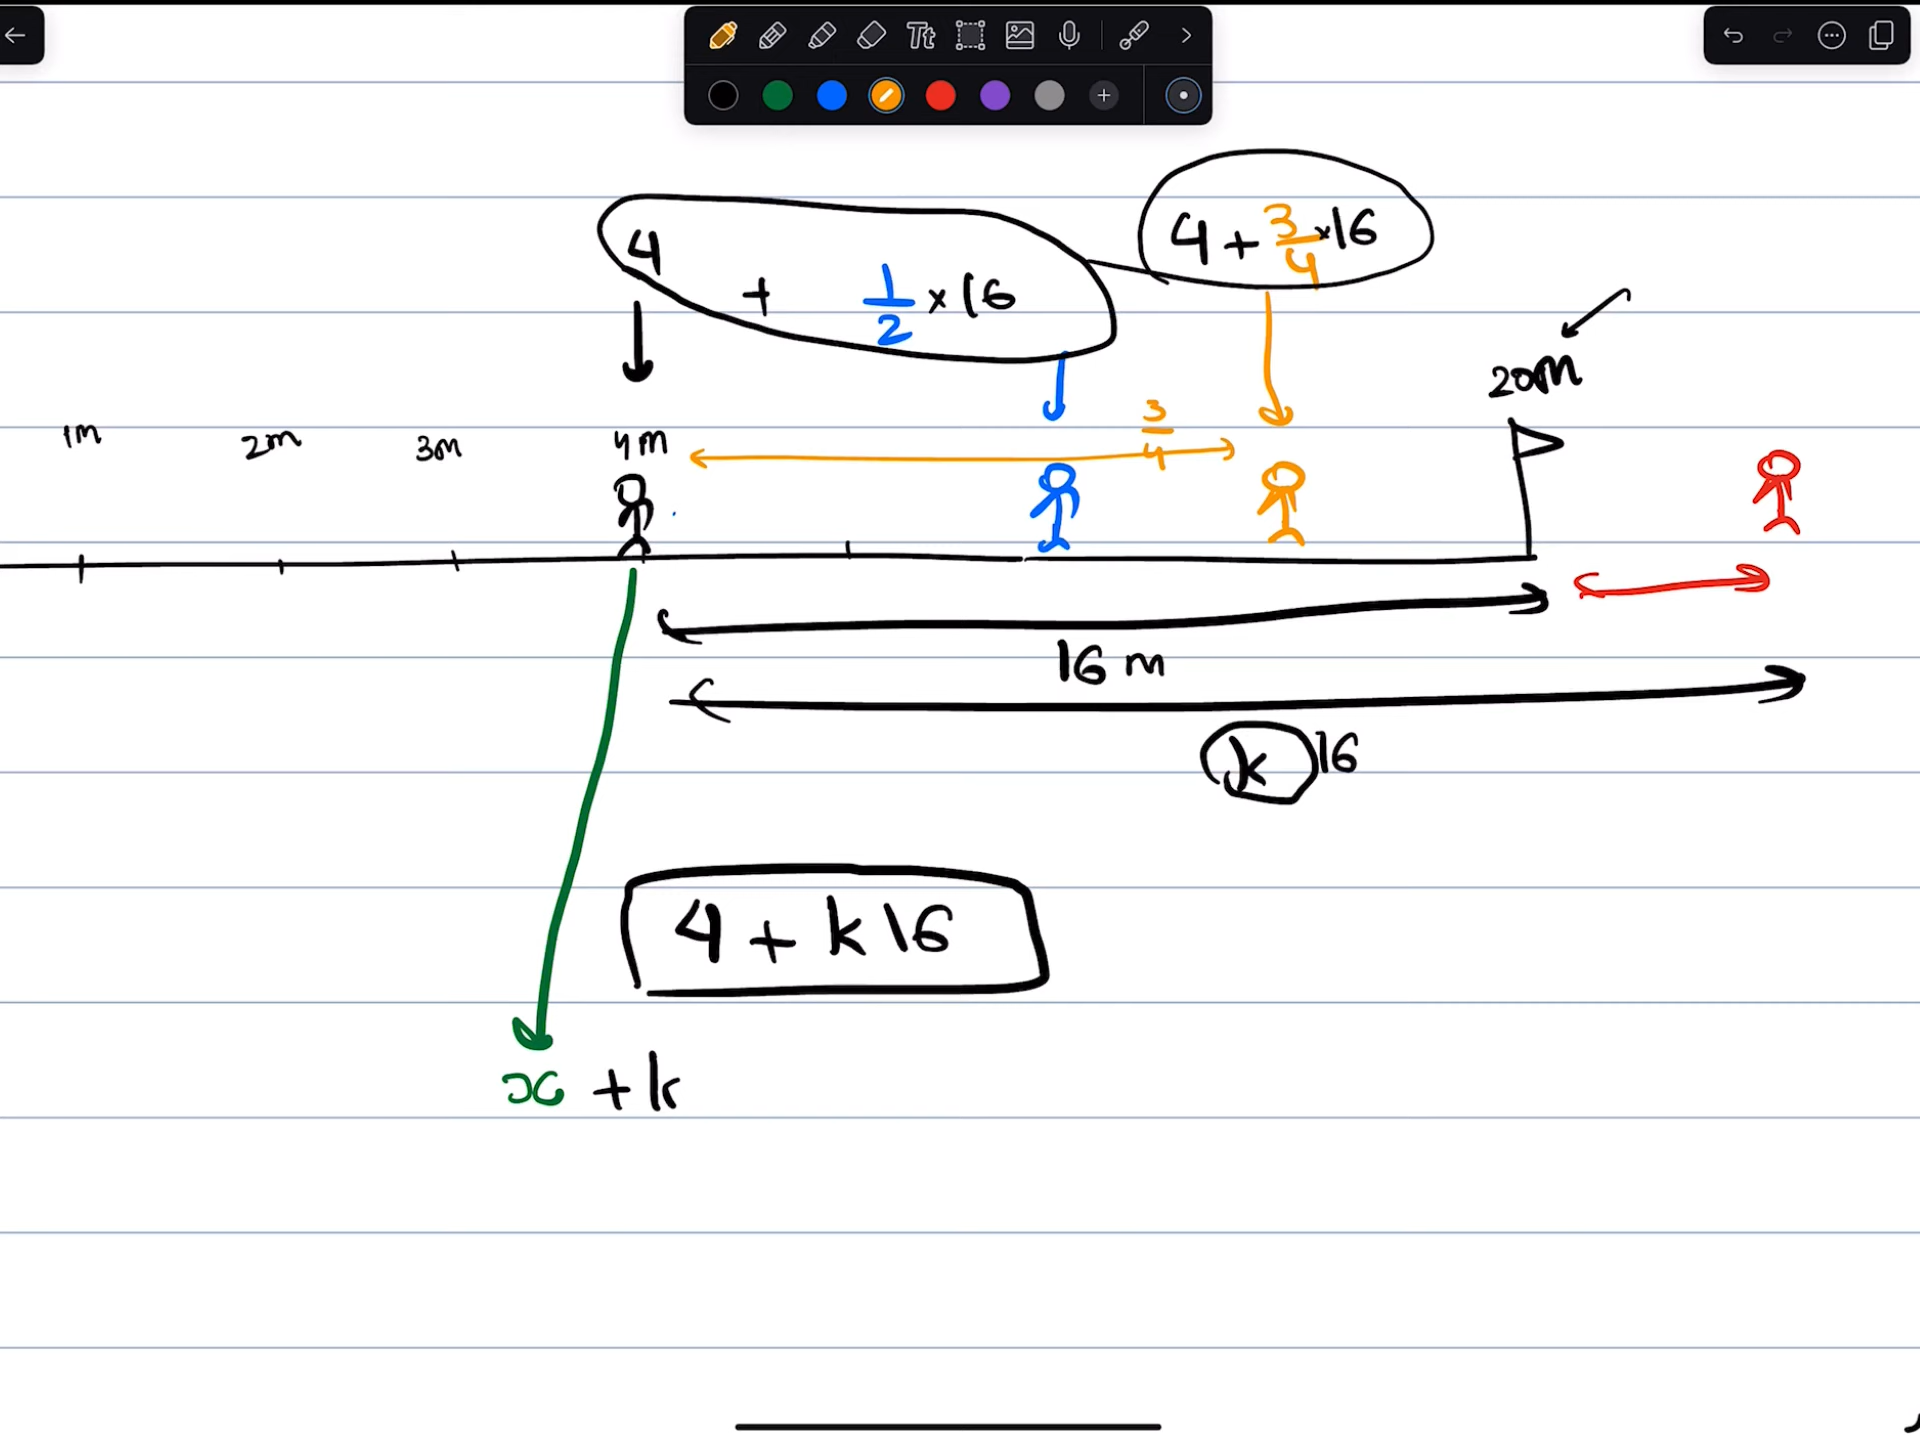 Tt
4 + 1/2 × 16
4 + 3/4 × 16
20m
3/4
1m 2m 3m 4m
16 m
k 16
4 + k 16
x + k